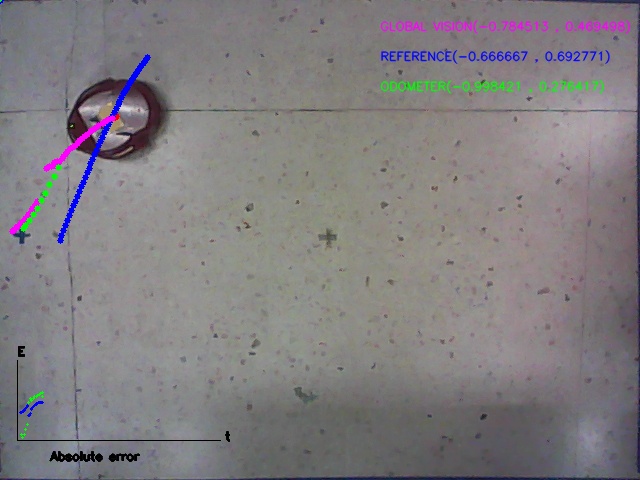 GLOBAL VISION(-0.784513 , 0.469498)
REFERENCE(-0.666667 , 0.692771)
ODOMETER(-0.998421 , 0.276417)
E
t
Absolute error